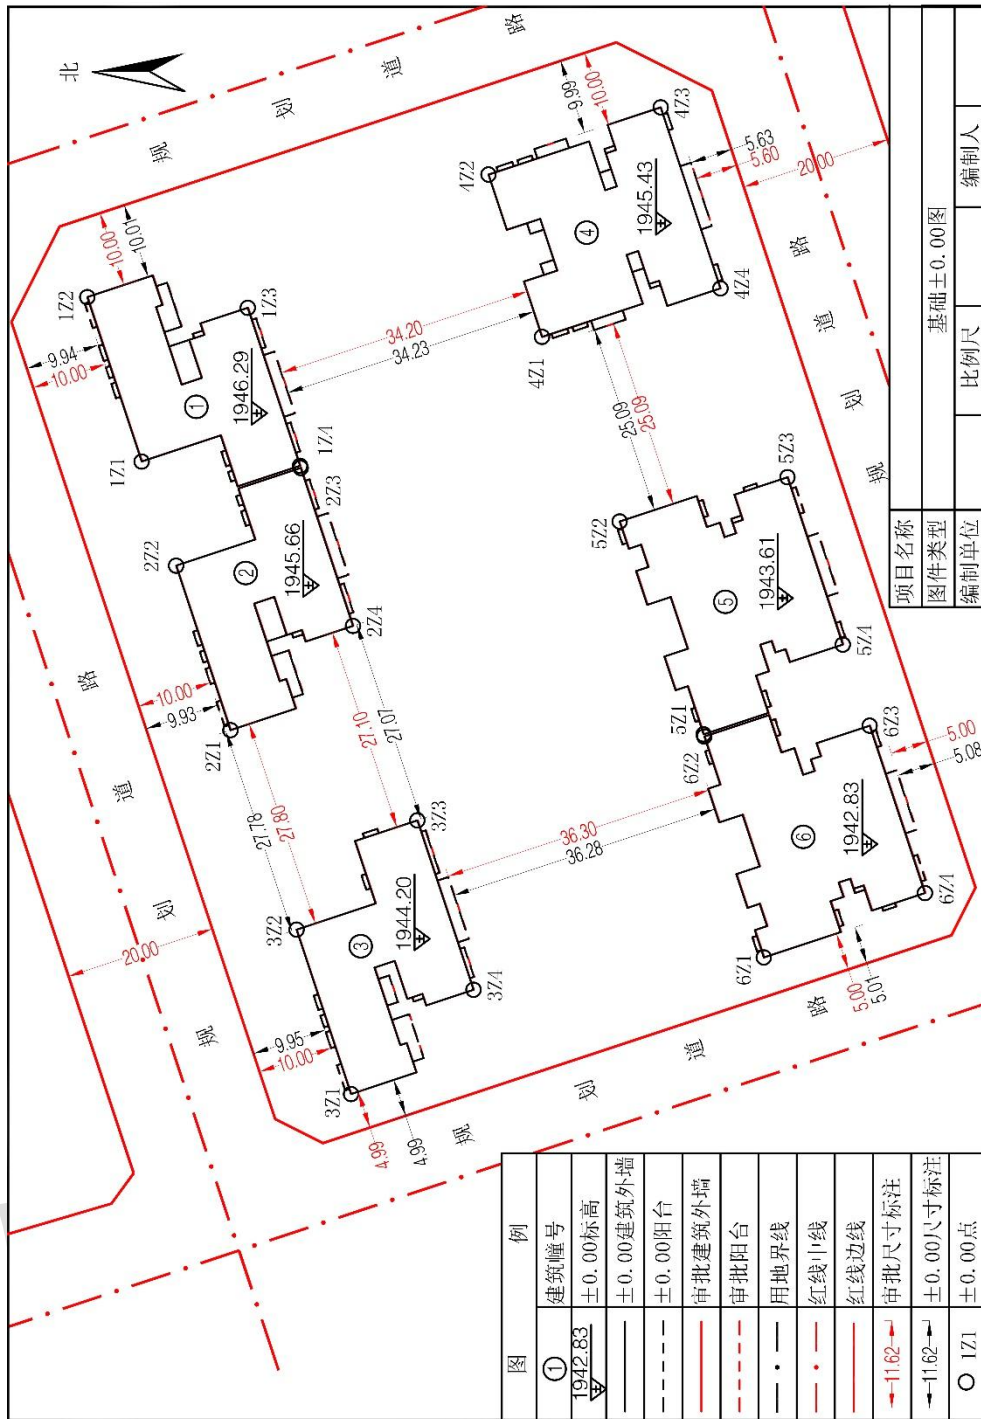 北
规划道路
规划道路
规划道路
规划道路
20.00
20.00
1Z1
1Z2
1Z3
1Z4
①
1946.29
9.94
10.00
10.00
10.01
2Z1
2Z2
2Z3
2Z4
②
1945.66
10.00
9.93
3Z1
3Z2
3Z3
3Z4
③
1944.20
9.95
10.00
4.99
4.99
27.78
27.80
27.10
27.07
4Z1
4Z2
4Z3
4Z4
④
1945.43
9.99
10.00
5.63
5.60
34.20
34.23
25.09
25.09
5Z1
5Z2
5Z3
5Z4
⑤
1943.61
6Z1
6Z2
6Z3
6Z4
⑥
1942.83
36.30
36.28
5.00
5.08
5.00
5.01
图例
① 建筑幢号
1942.83 ±0.00标高
±0.00建筑外墙
±0.00阳台
审批建筑外墙
审批阳台
用地界线
红线中线
红线边线
11.62 审批尺寸标注
11.62 ±0.00尺寸标注
1Z1 ±0.00点
项目名称
图件类型 基础±0.00图
编制单位 比例尺 编制人